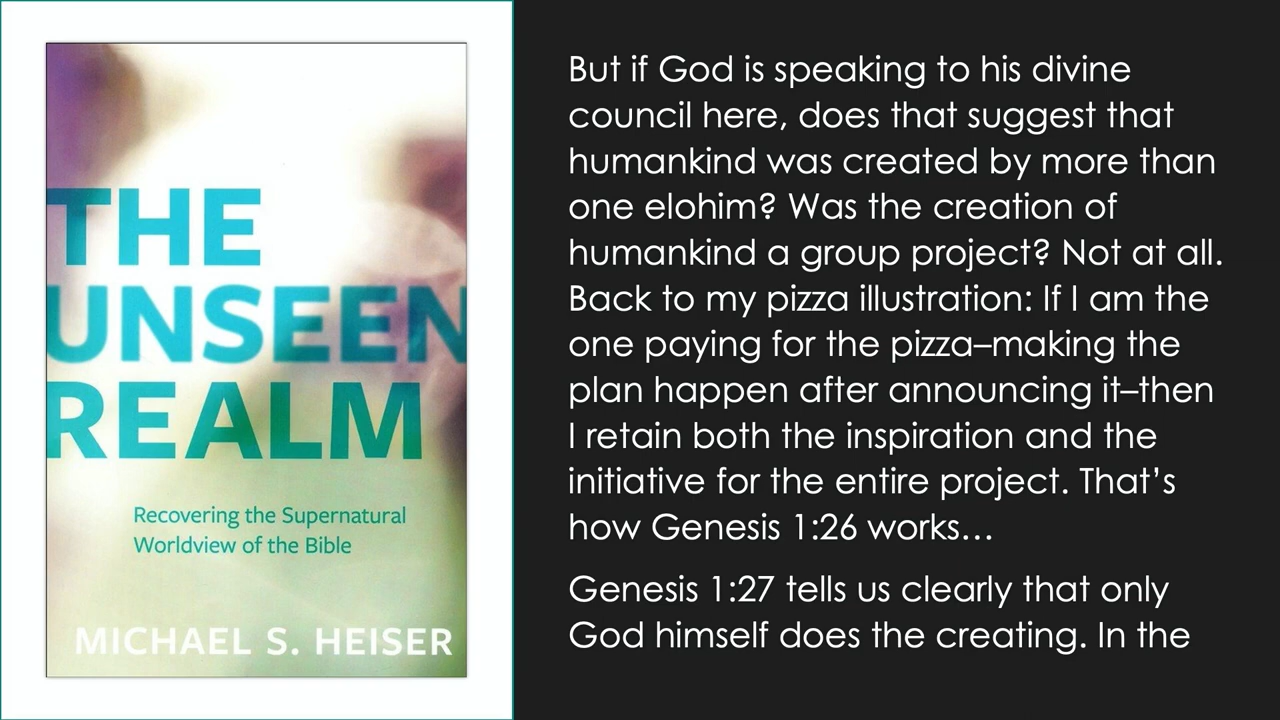 THE
UNSEEN
REALM
Recovering the Supernatural
Worldview of the Bible
MICHAEL S. HEISER
But if God is speaking to his divine
council here, does that suggest that
humankind was created by more than
one elohim? Was the creation of
humankind a group project? Not at all.
Back to my pizza illustration: If I am the
one paying for the pizza–making the
plan happen after announcing it–then
I retain both the inspiration and the
initiative for the entire project. That’s
how Genesis 1:26 works…
Genesis 1:27 tells us clearly that only
God himself does the creating. In the